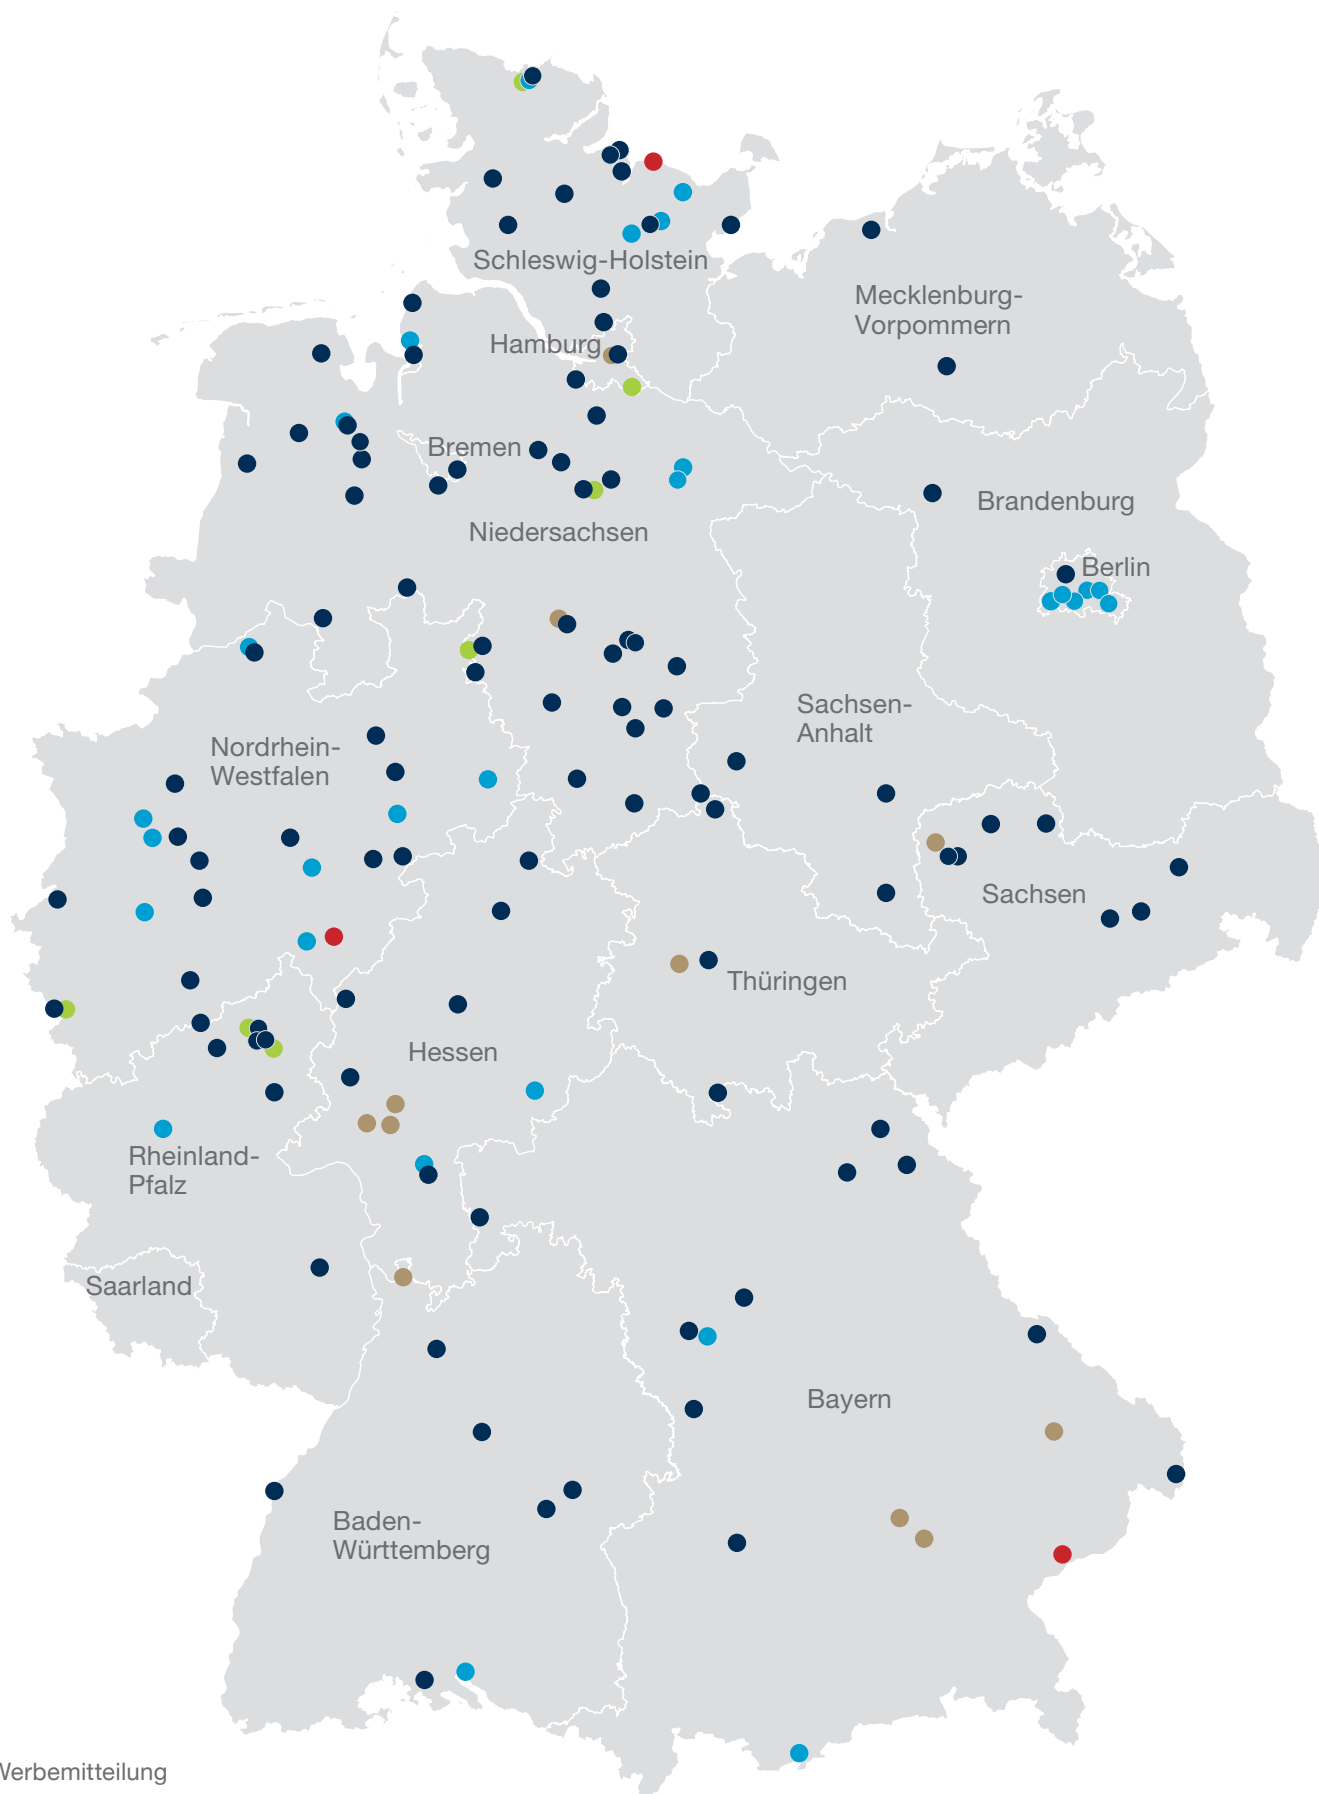 Schleswig-Holstein
Mecklenburg-
Vorpommern
Hamburg
Bremen
Brandenburg
Niedersachsen
Berlin
Sachsen-
Anhalt
Nordrhein-
Westfalen
Sachsen
Thüringen
Hessen
Rheinland-
Pfalz
Saarland
Bayern
Baden-
Württemberg
Werbemitteilung